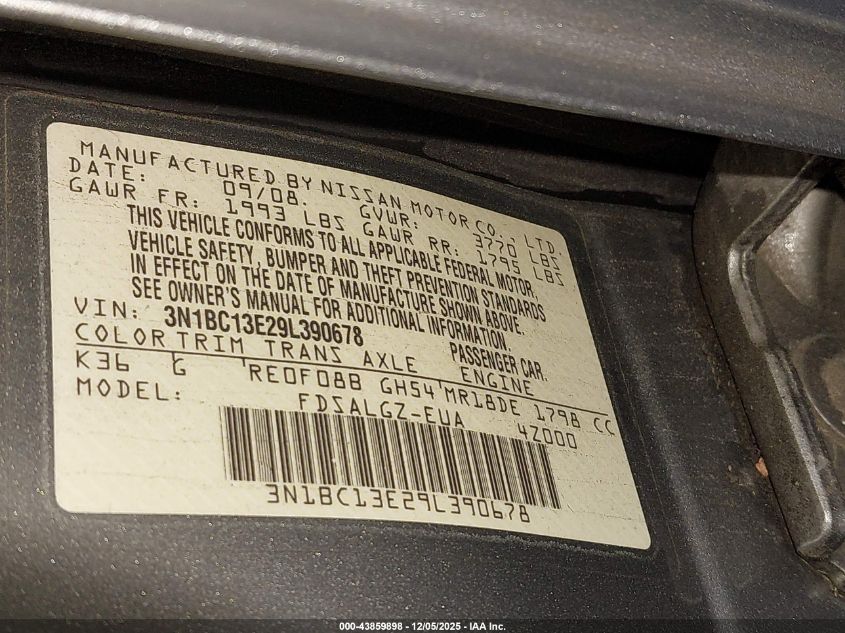 MANUFACTURED BY NISSAN MOTOR CO., LTD.
DATE: 09/08. GVWR: 3770 LBS
GAWR FR: 1993 LBS GAWR RR: 1795 LBS
THIS VEHICLE CONFORMS TO ALL APPLICABLE FEDERAL MOTOR
VEHICLE SAFETY, BUMPER AND THEFT PREVENTION STANDARDS
IN EFFECT ON THE DATE OF MANUFACTURE SHOWN ABOVE.
SEE OWNER'S MANUAL FOR ADDITIONAL INFORMATION.
VIN: 3N1BC13E29L390678 PASSENGER CAR.
COLOR TRIM TRANS AXLE ENGINE
K36 G RE0F08B GH54 MR18DE 1798 CC
MODEL: FDSALGZ-EUA 4Z000
3N1BC13E29L390678
000-43859898 - 12/05/2025 - IAA Inc.